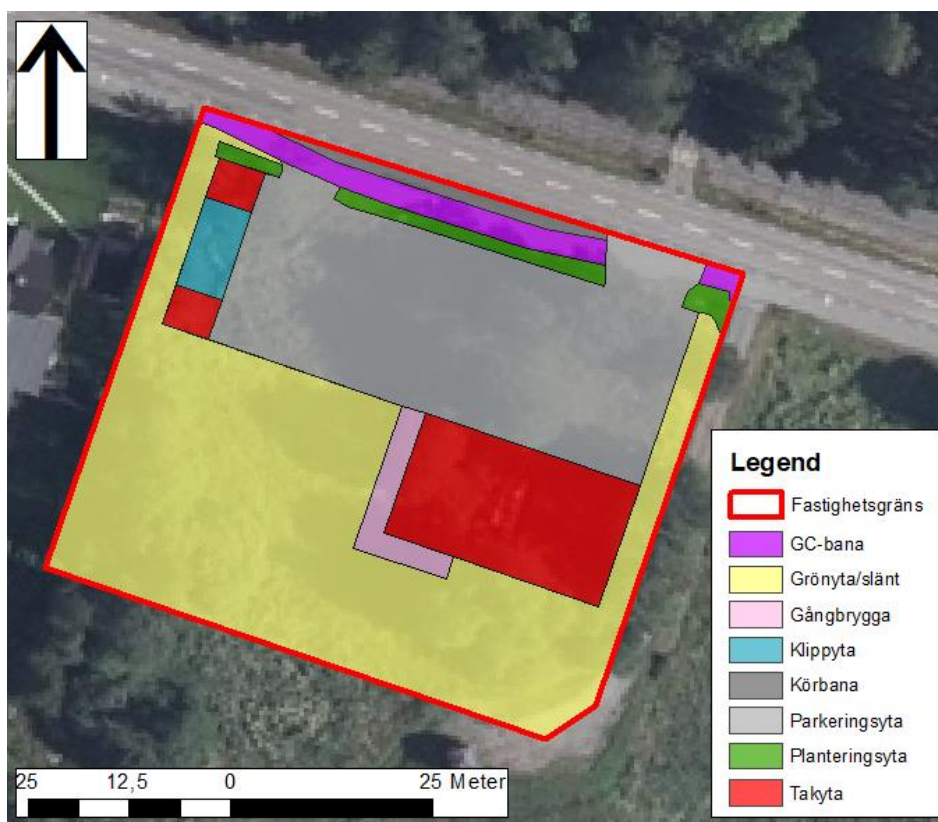 Legend
Fastighetsgräns
GC-bana
Grönyta/slänt
Gångbrygga
Klippyta
Körbana
Parkeringsyta
Planteringsyta
Takyta
25 12,5 0 25 Meter